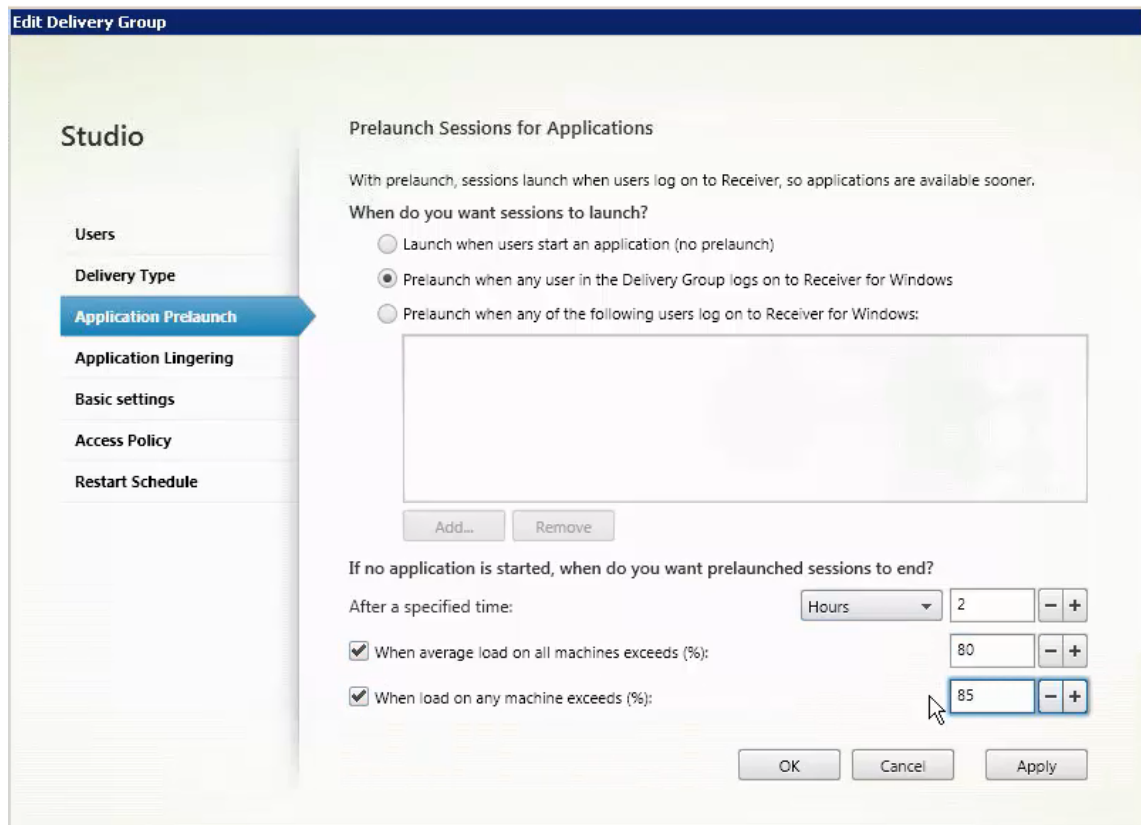 Edit Delivery Group
Studio
Users
Delivery Type
Application Prelaunch
Application Lingering
Basic settings
Access Policy
Restart Schedule
Prelaunch Sessions for Applications
With prelaunch, sessions launch when users log on to Receiver, so applications are available sooner.
When do you want sessions to launch?
Launch when users start an application (no prelaunch)
Prelaunch when any user in the Delivery Group logs on to Receiver for Windows
Prelaunch when any of the following users log on to Receiver for Windows:
Add... Remove
If no application is started, when do you want prelaunched sessions to end?
After a specified time: Hours 2
When average load on all machines exceeds (%): 80
When load on any machine exceeds (%): 85
OK Cancel Apply